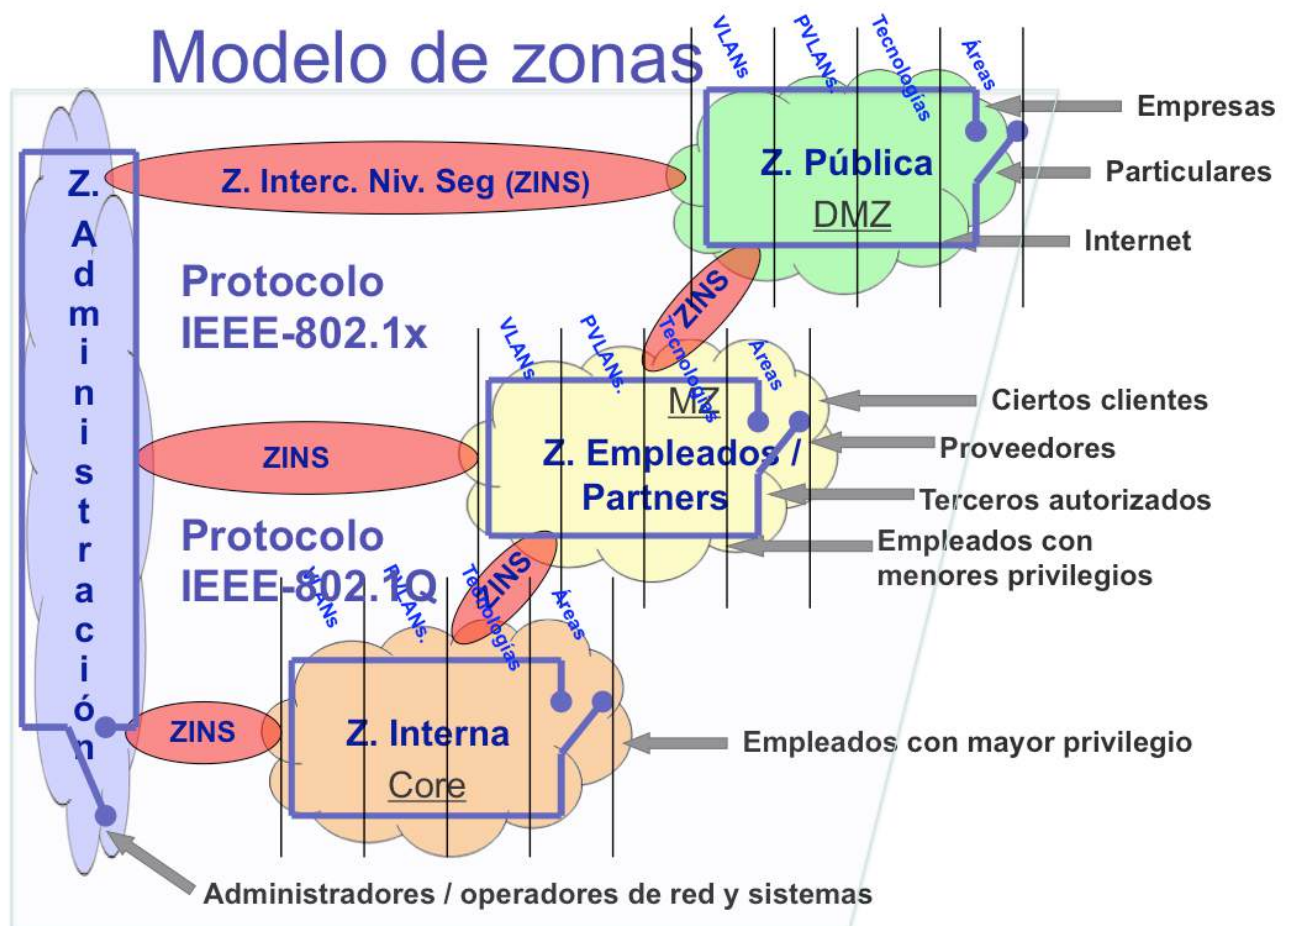 Modelo de zonas
VLANs
PVLANs.
Tecnologías
Áreas
Empresas
Z. Pública
DMZ
Particulares
Internet
Z. Interc. Niv. Seg (ZINS)
Z.
A
d
m
i
n
i
s
t
r
a
c
i
ó
n
Protocolo
IEEE-802.1x
ZINS
VLANs
PVLANs.
Tecnologías
Áreas
MZ
Z. Empleados /
Partners
Ciertos clientes
Proveedores
Terceros autorizados
Empleados con
menores privilegios
ZINS
Protocolo
IEEE-802.1Q
ZINS
VLANs
PVLANs.
Tecnologías
Áreas
ZINS
Z. Interna
Core
Empleados con mayor privilegio
Administradores / operadores de red y sistemas